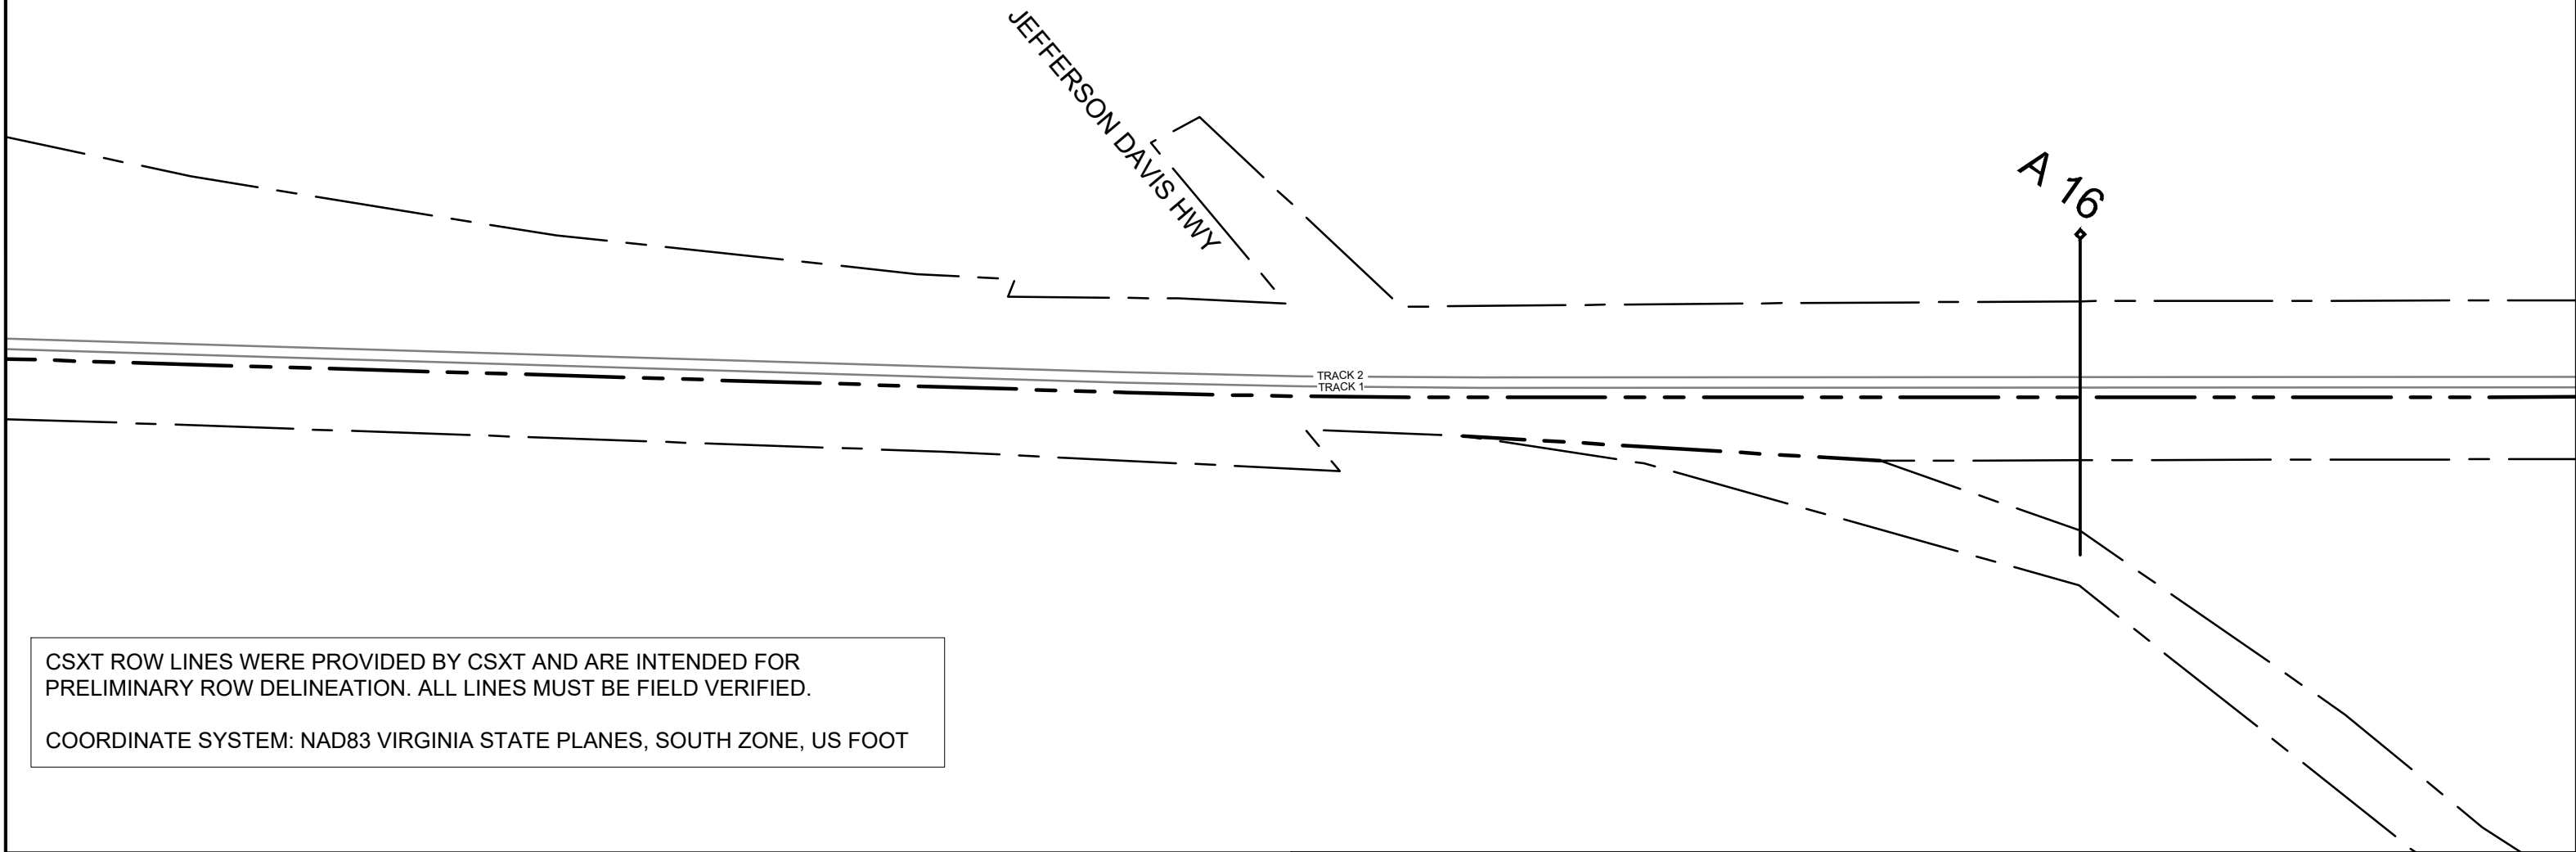 JEFFERSON DAVIS HWY
A 16
TRACK 2
TRACK 1
CSXT ROW LINES WERE PROVIDED BY CSXT AND ARE INTENDED FOR
PRELIMINARY ROW DELINEATION. ALL LINES MUST BE FIELD VERIFIED.
COORDINATE SYSTEM: NAD83 VIRGINIA STATE PLANES, SOUTH ZONE, US FOOT